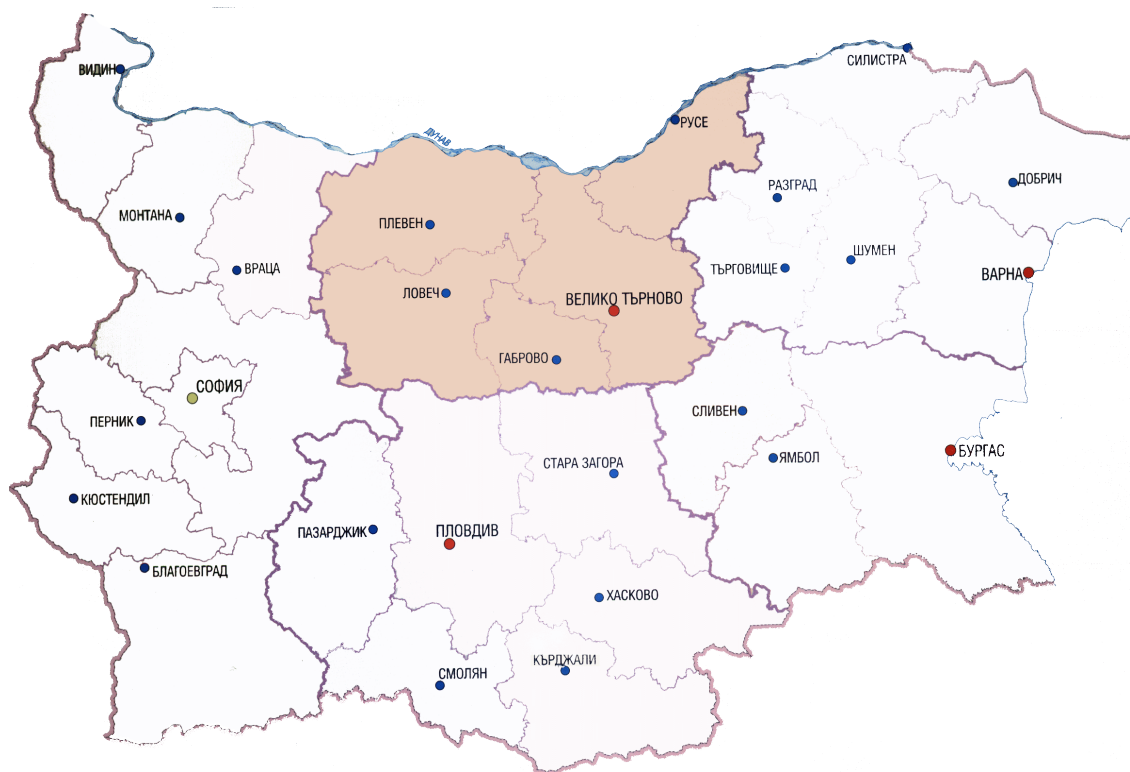 ВИДИН
СИЛИСТРА
РУСЕ
ДУНАВ
ДОБРИЧ
РАЗГРАД
МОНТАНА
ПЛЕВЕН
ШУМЕН
ВРАЦА
ТЪРГОВИЩЕ
ВАРНА
ЛОВЕЧ
ВЕЛИКО ТЪРНОВО
ГАБРОВО
СОФИЯ
СЛИВЕН
ПЕРНИК
БУРГАС
ЯМБОЛ
СТАРА ЗАГОРА
КЮСТЕНДИЛ
ПАЗАРДЖИК
ПЛОВДИВ
БЛАГОЕВГРАД
ХАСКОВО
КЪРДЖАЛИ
СМОЛЯН